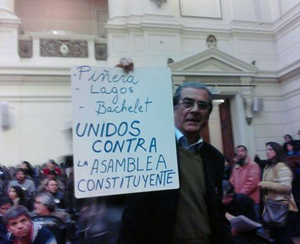 - Piñera
- Lagos
- Bachelet
UNIDOS
CONTRA
LA ASAMBLEA
CONSTITUYENTE